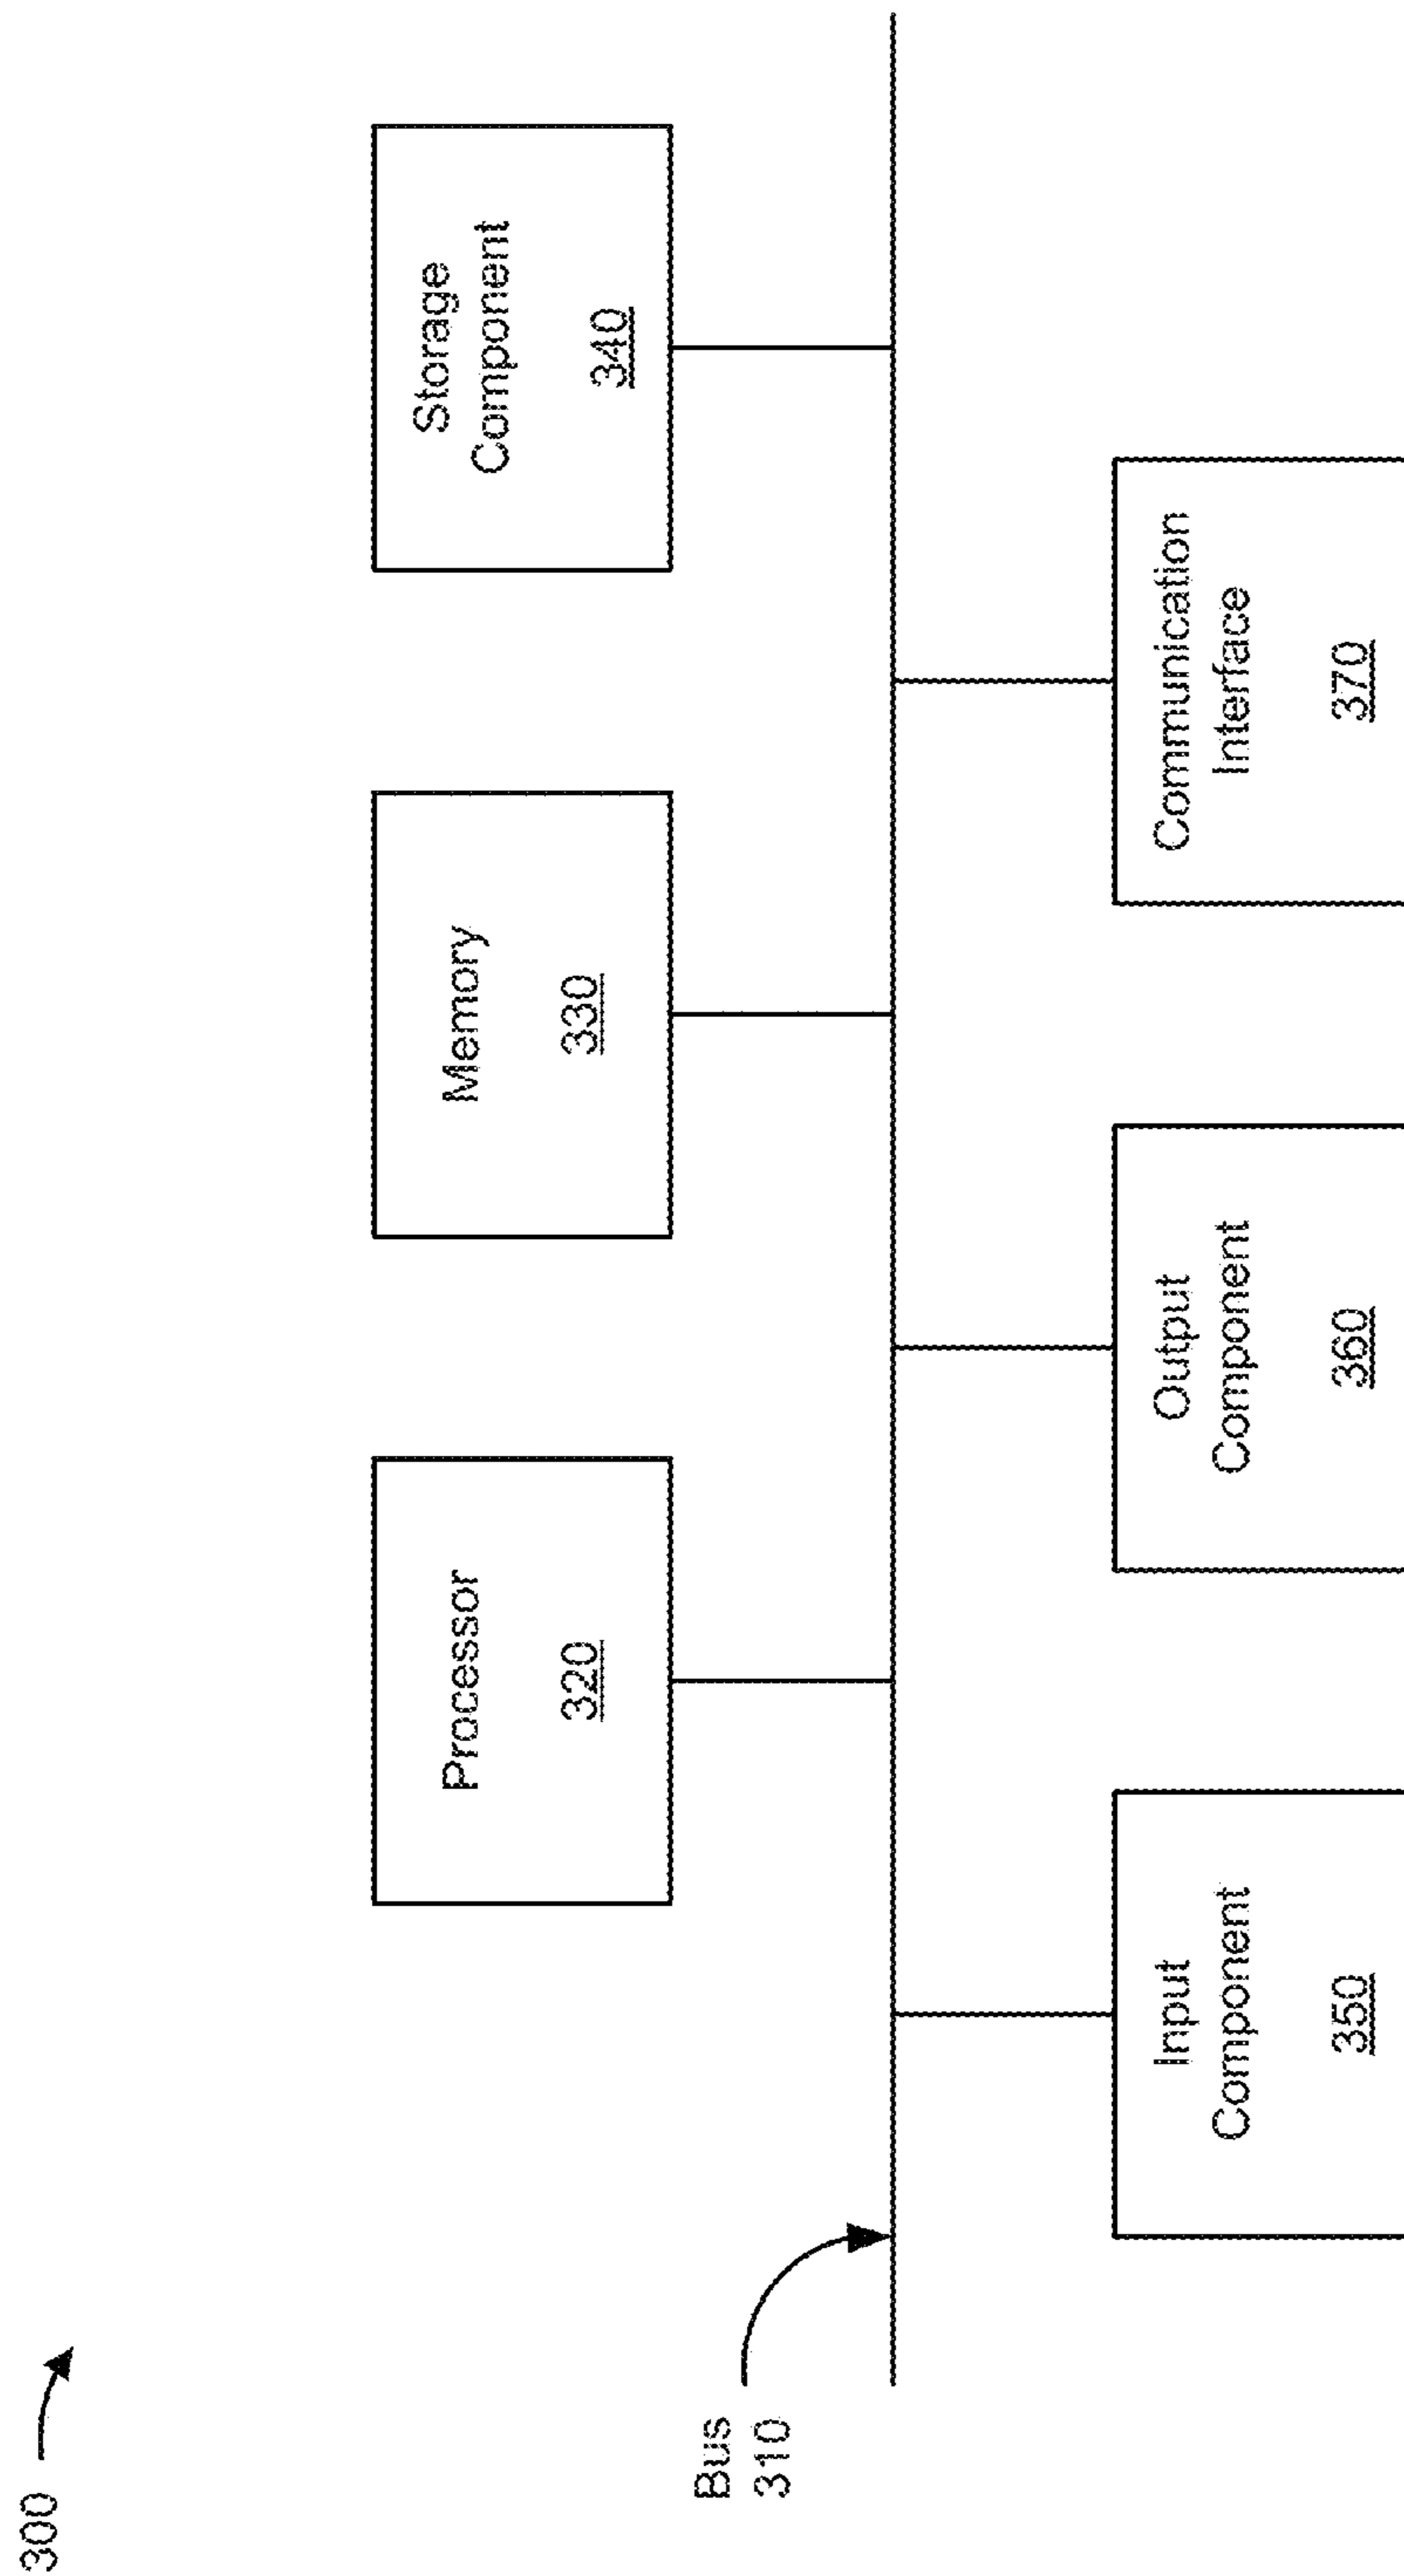 300
Processor
320
Memory
330
Storage
Component
340
Bus
310
Input
Component
350
Output
Component
360
Communication
Interface
370